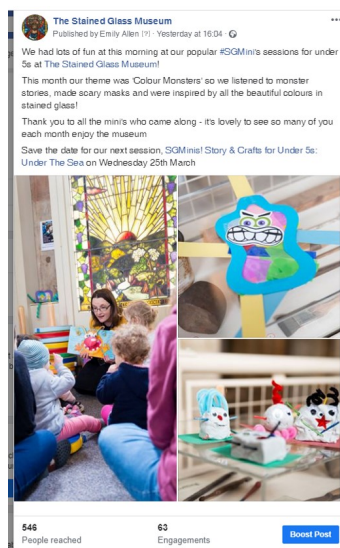 The Stained Glass Museum
Published by Emily Allen [?] · Yesterday at 16:04 ·
We had lots of fun at this morning at our popular #SGMini's sessions for under
5s at The Stained Glass Museum!
This month our theme was 'Colour Monsters' so we listened to monster
stories, made scary masks and were inspired by all the beautiful colours in
stained glass!
Thank you to all the mini's who came along - it's lovely to see so many of you
each month enjoy the museum
Save the date for our next session, SGMinis! Story & Crafts for Under 5s:
Under The Sea on Wednesday 25th March
546
People reached
63
Engagements
Boost Post